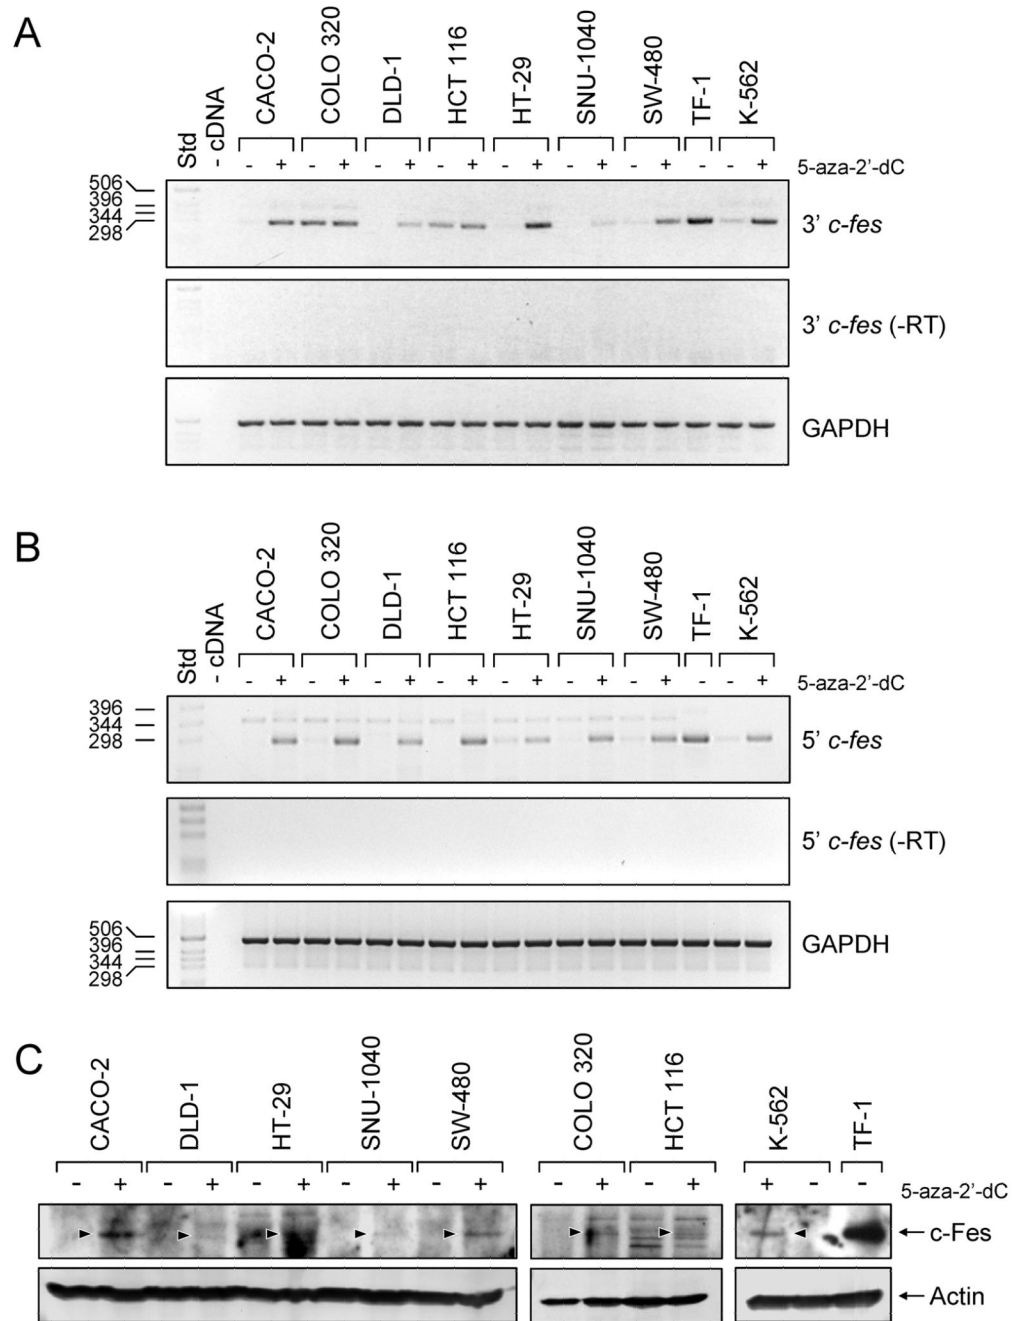 A
Std
- cDNA
CACO-2
COLO 320
DLD-1
HCT 116
HT-29
SNU-1040
SW-480
TF-1
K-562
- + - + - + - + - + - + - + - - + 5-aza-2'-dC
506
396
344
298
3' c-fes
3' c-fes (-RT)
GAPDH
B
Std
- cDNA
CACO-2
COLO 320
DLD-1
HCT 116
HT-29
SNU-1040
SW-480
TF-1
K-562
- + - + - + - + - + - + - + - - + 5-aza-2'-dC
396
344
298
5' c-fes
5' c-fes (-RT)
506
396
344
298
GAPDH
C
CACO-2
DLD-1
HT-29
SNU-1040
SW-480
COLO 320
HCT 116
K-562
TF-1
- + - + - + - + - + - + - + + - - 5-aza-2'-dC
c-Fes
Actin